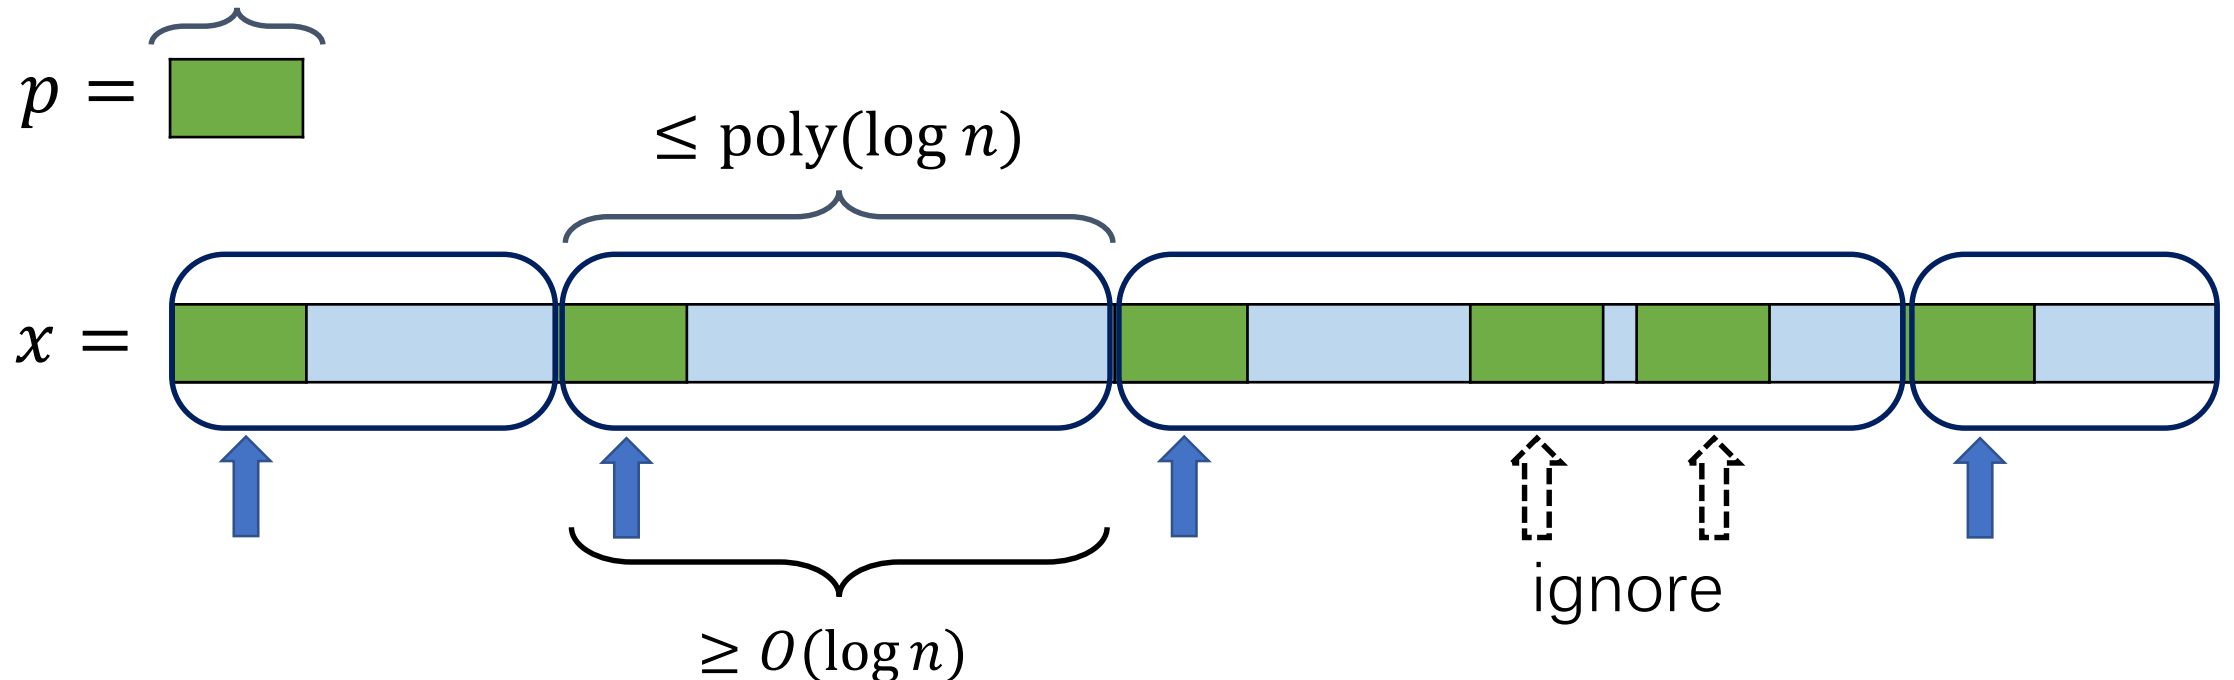 p =
≤ poly(log n)
x =
ignore
≥ O(log n)